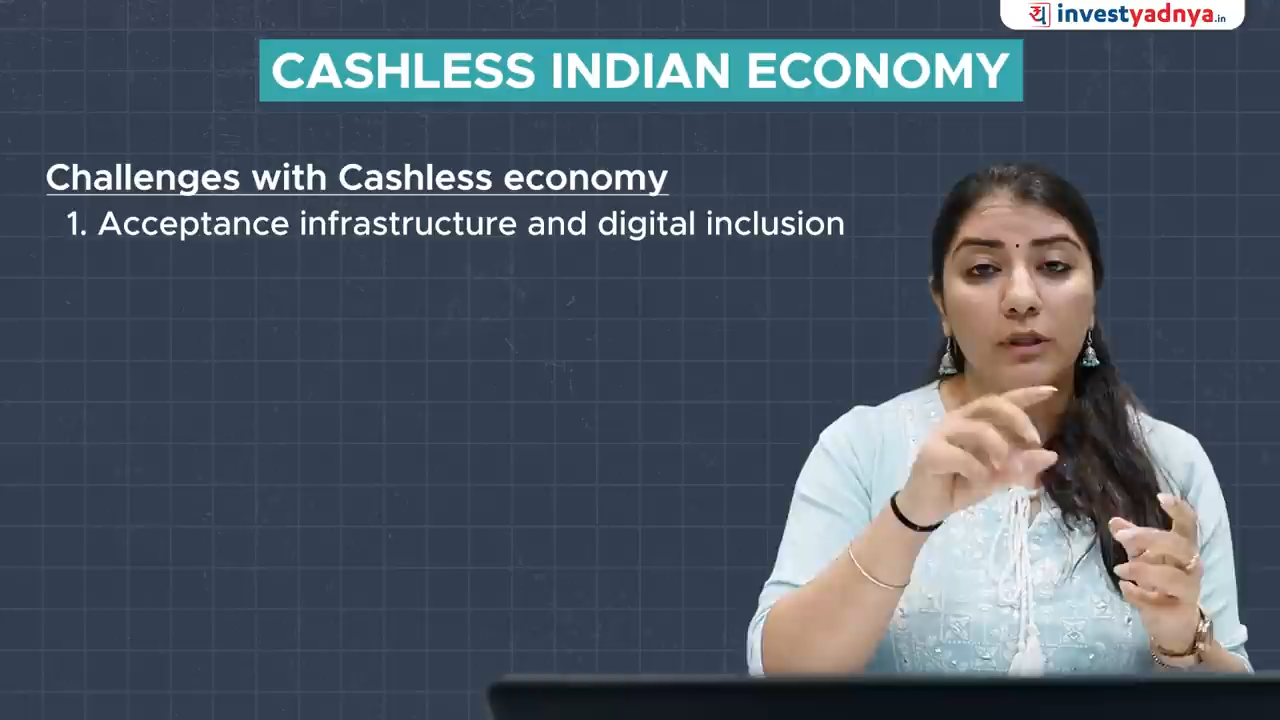 investyadnya.in
CASHLESS INDIAN ECONOMY
Challenges with Cashless economy
1. Acceptance infrastructure and digital inclusion